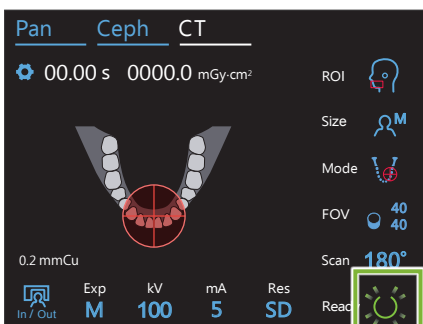 Pan Ceph CT
00.00 s 0000.0 mGy·cm²
ROI
Size M
Mode
FOV 40 40
0.2 mmCu
Scan 180°
Exp kV mA Res
In / Out M 100 5 SD
Ready